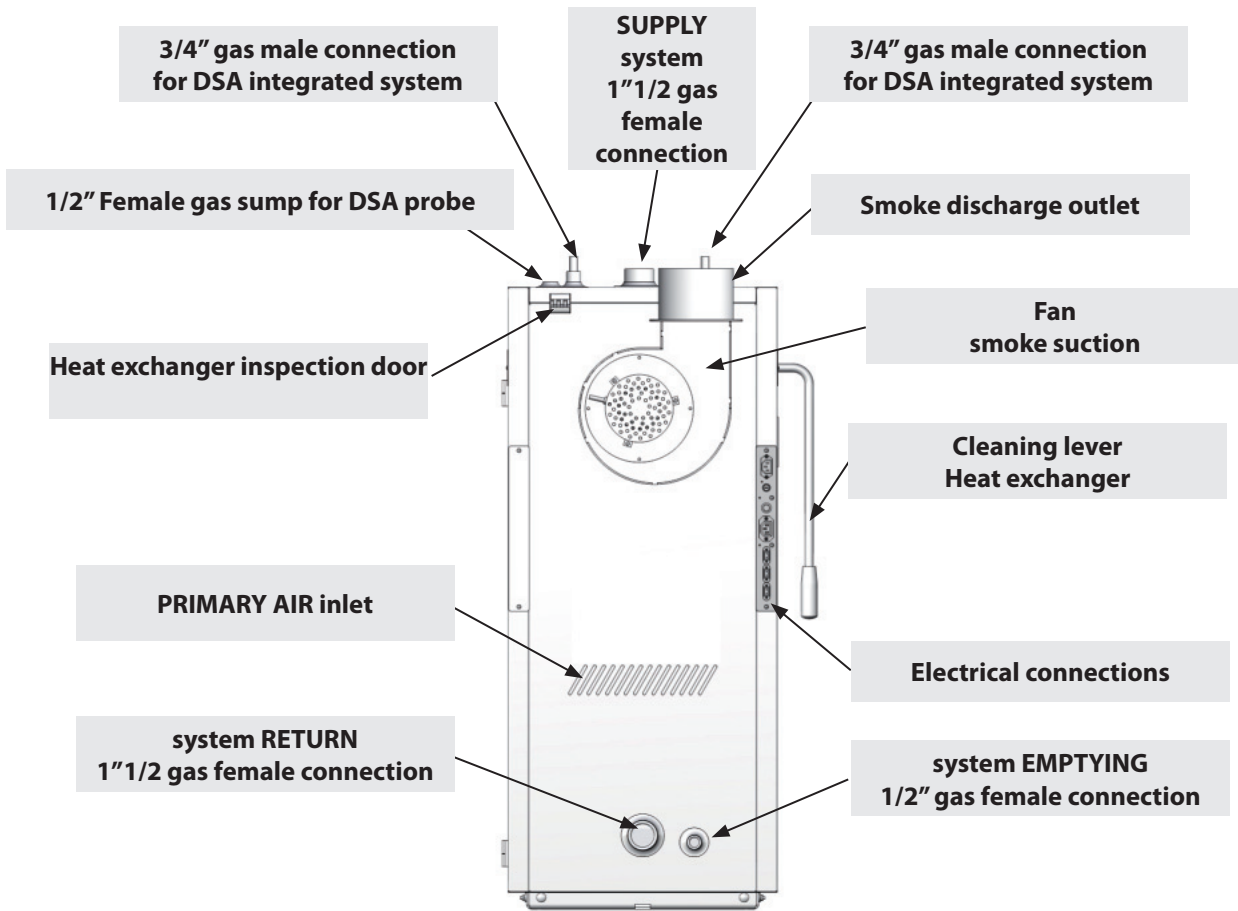 3/4” gas male connection
for DSA integrated system
SUPPLY
system
1”1/2 gas
female
connection
3/4” gas male connection
for DSA integrated system
1/2” Female gas sump for DSA probe
Smoke discharge outlet
Fan
smoke suction
Heat exchanger inspection door
Cleaning lever
Heat exchanger
PRIMARY AIR inlet
Electrical connections
system RETURN
1”1/2 gas female connection
system EMPTYING
1/2” gas female connection